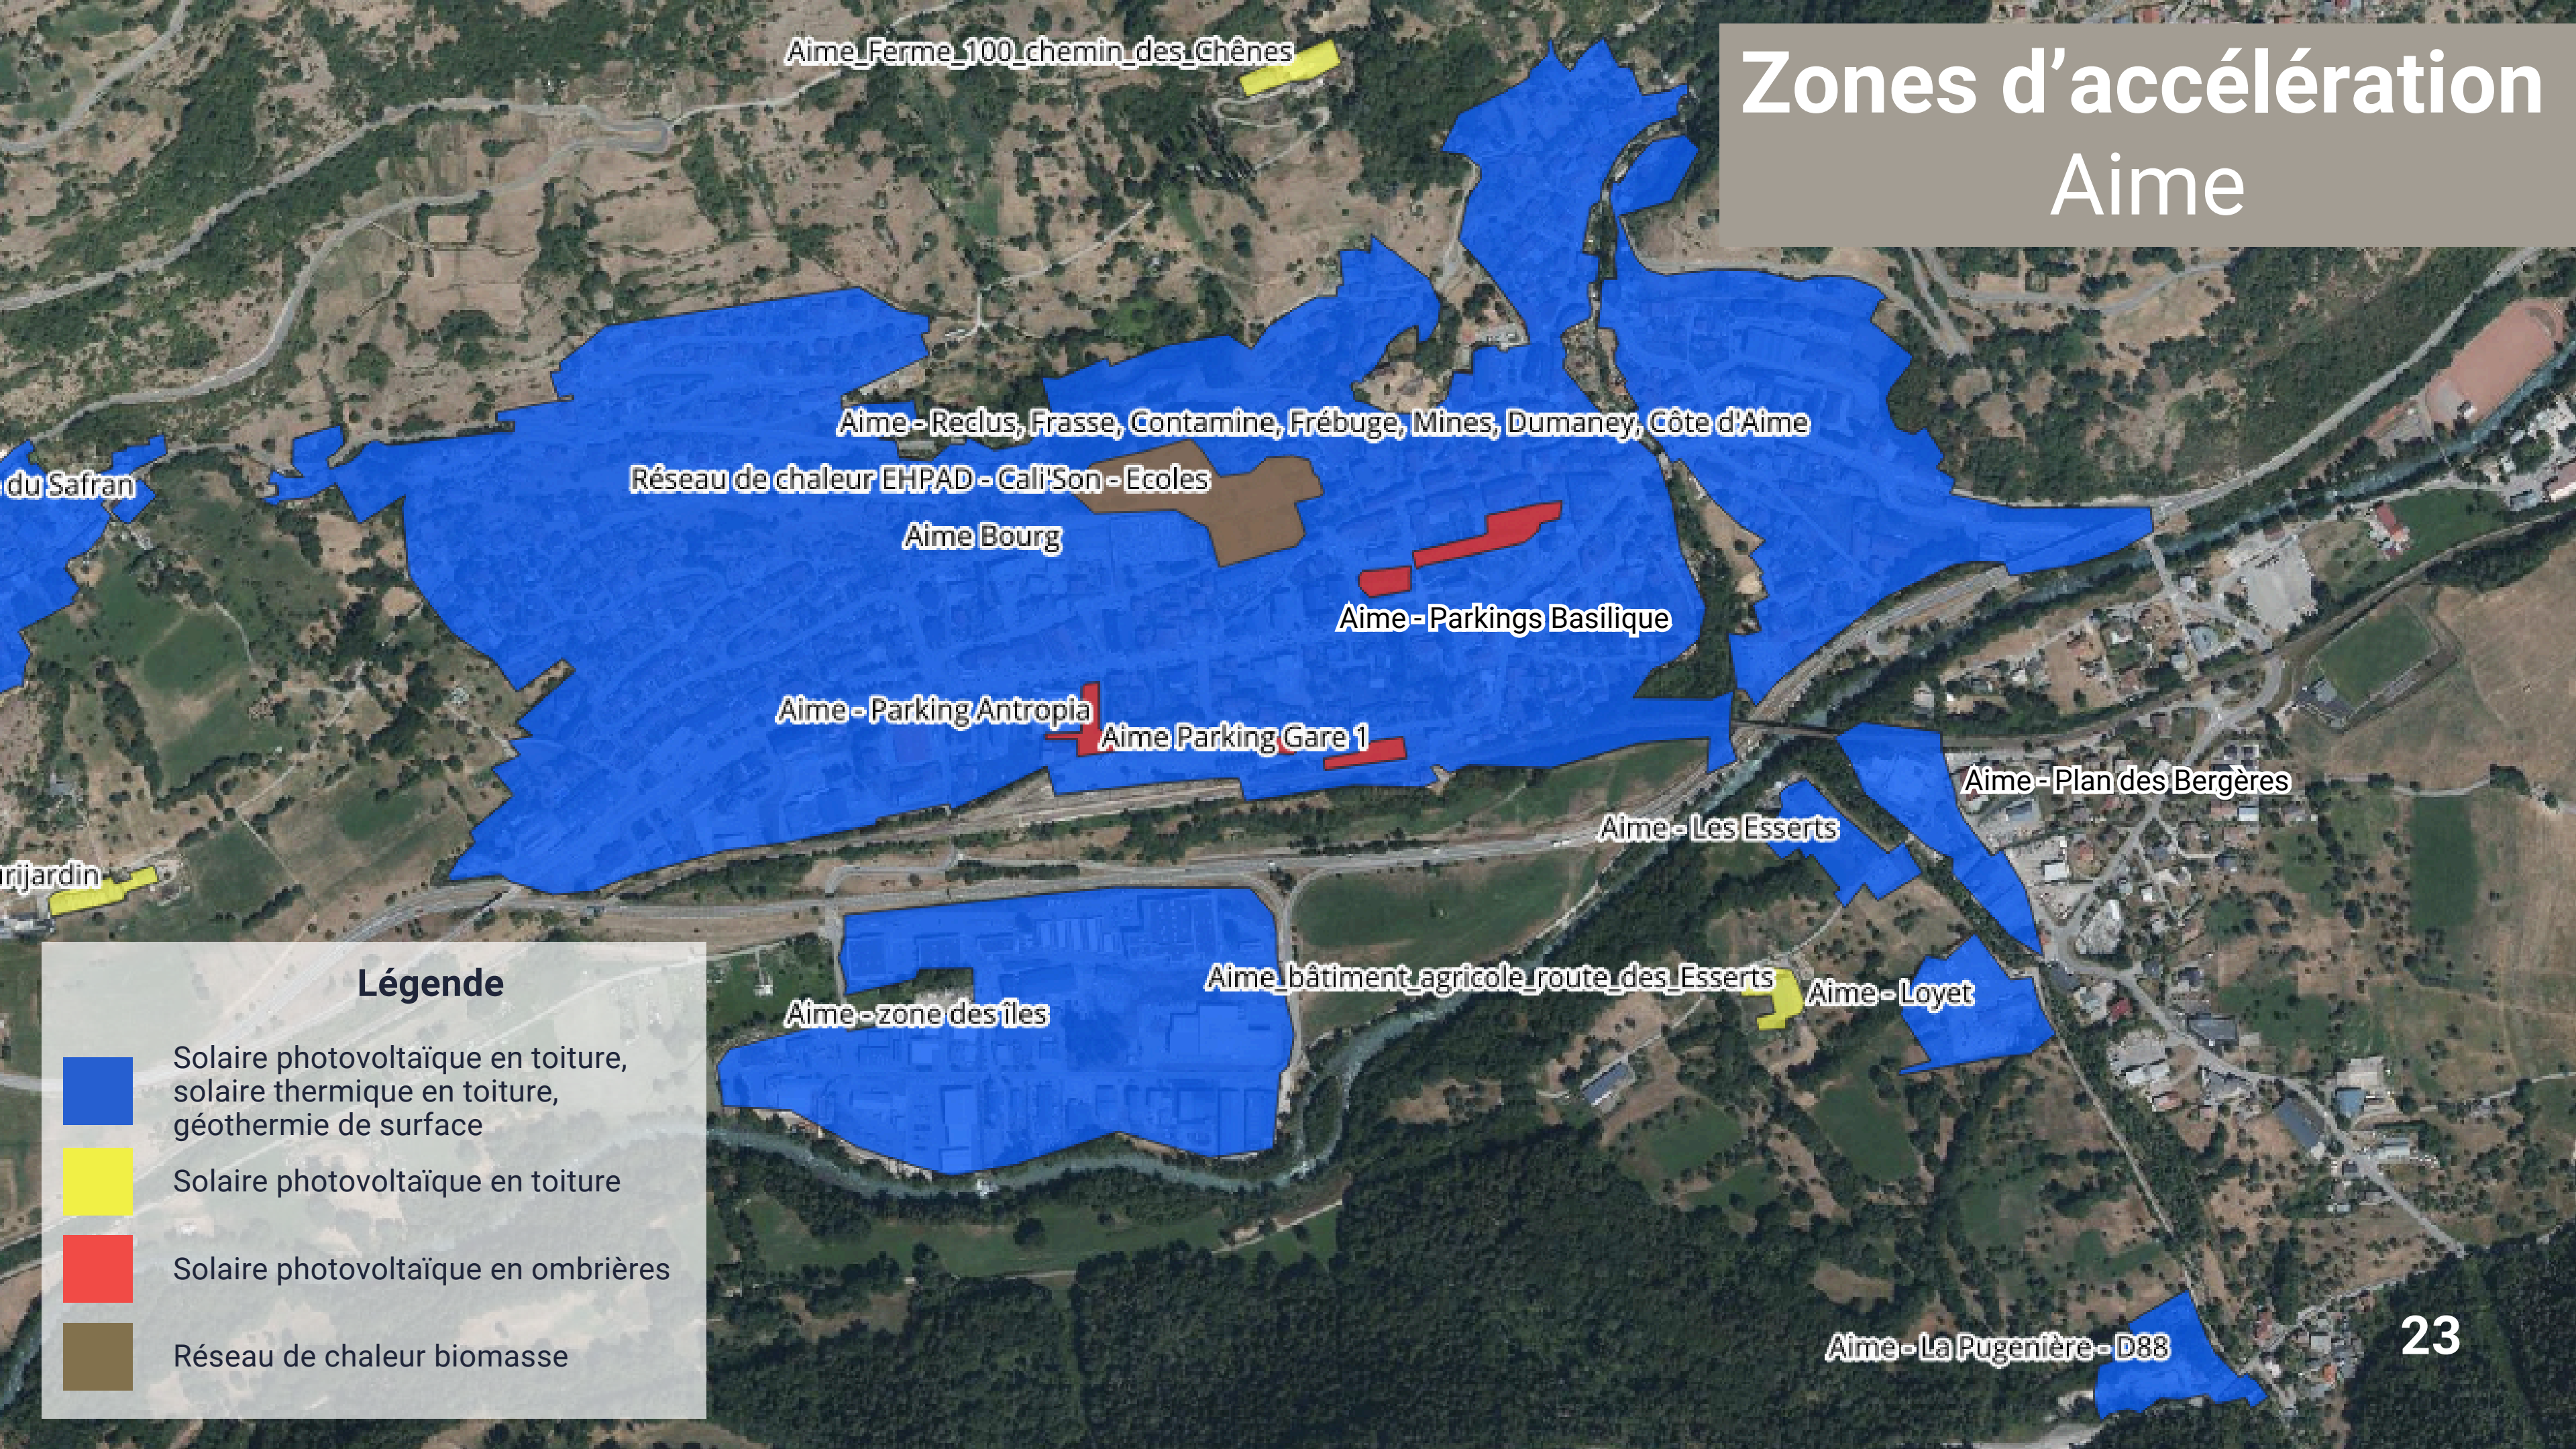 Zones d’accélération
Aime
Aime_Ferme_100_chemin_des_Chênes
Aime - Reclus, Frasse, Contamine, Frébuge, Mines, Dumaney, Côte d'Aime
Réseau de chaleur EHPAD - Cali'Son - Ecoles
du Safran
Aime Bourg
Aime - Parkings Basilique
Aime - Parking Antropia
Aime Parking Gare 1
Aime - Plan des Bergères
Aime - Les Esserts
rijardin
Aime_bâtiment_agricole_route_des_Esserts
Aime - Loyet
Aime - zone des îles
Aime - La Pugenière - D88
Légende
Solaire photovoltaïque en toiture,
solaire thermique en toiture,
géothermie de surface
Solaire photovoltaïque en toiture
Solaire photovoltaïque en ombrières
Réseau de chaleur biomasse
23